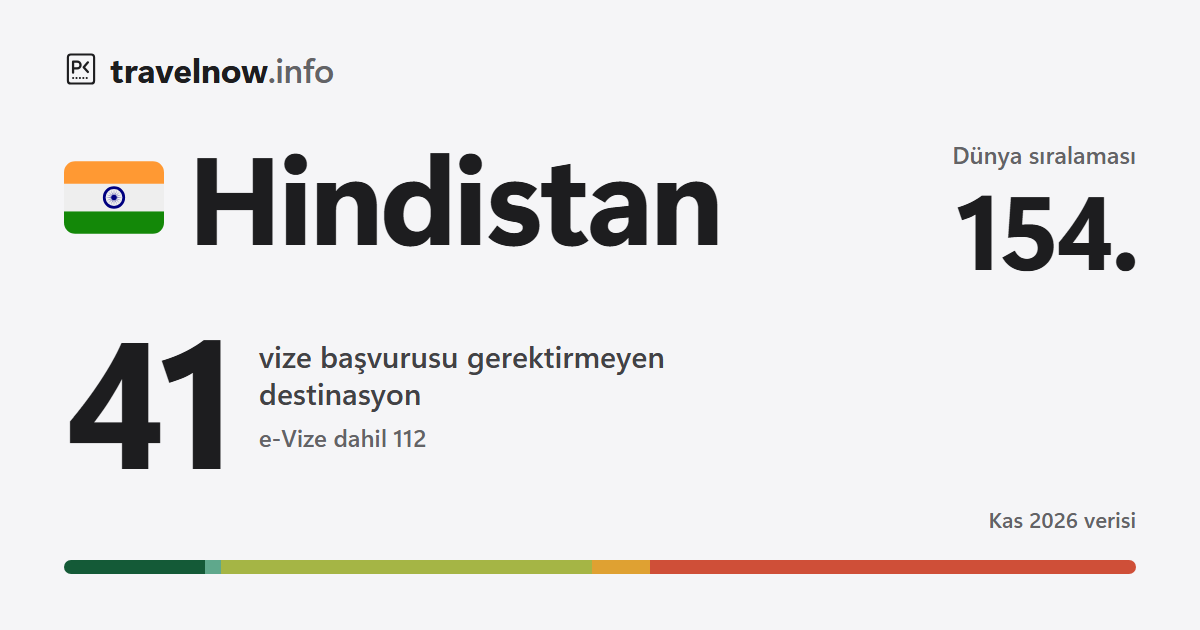 travelnow.info
Hindistan
Dünya sıralaması
154.
41
vize başvurusu gerektirmeyen
destinasyon
e-Vize dahil 112
Kas 2026 verisi